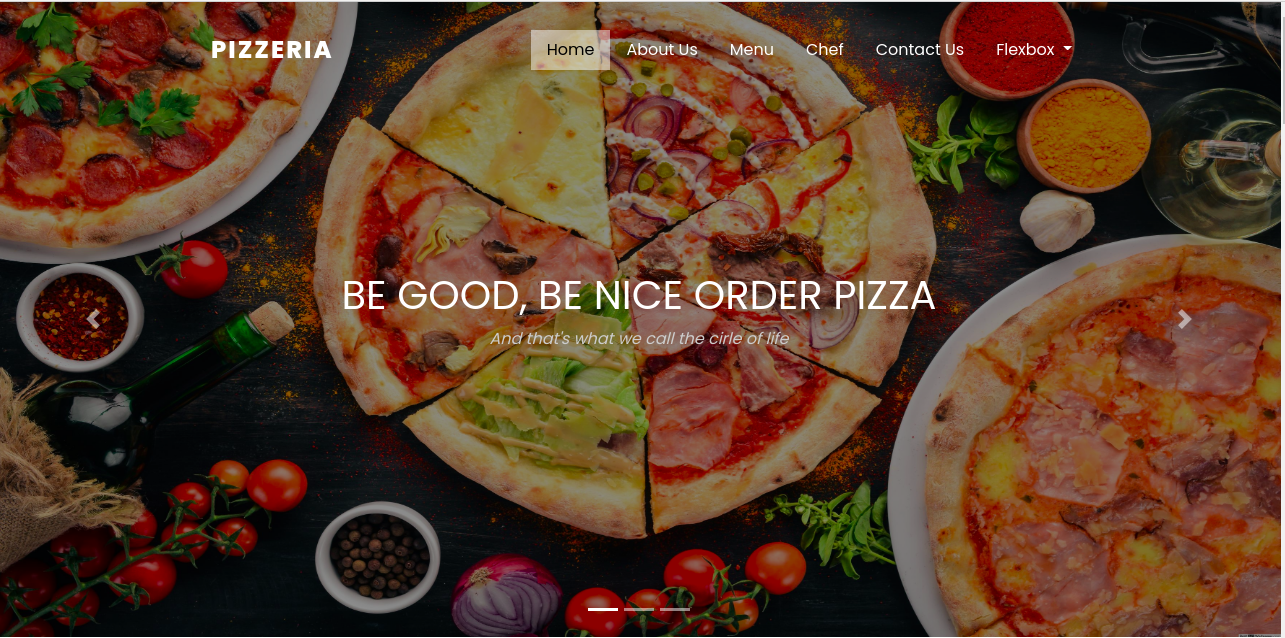 PIZZERIA Home About Us Menu Chef Contact Us Flexbox
BE GOOD, BE NICE ORDER PIZZA
And that's what we call the cirle of life